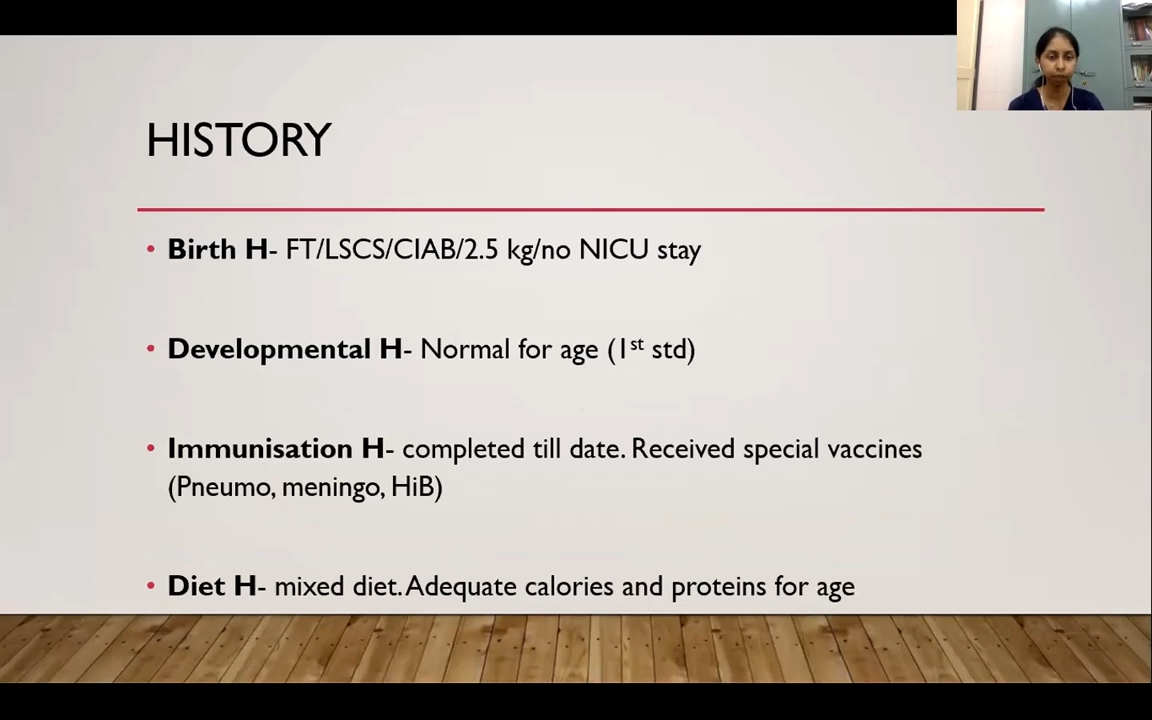 HISTORY
• Birth H- FT/LSCS/CIAB/2.5 kg/no NICU stay
• Developmental H- Normal for age (1st std)
• Immunisation H- completed till date. Received special vaccines
(Pneumo, meningo, HiB)
• Diet H- mixed diet. Adequate calories and proteins for age